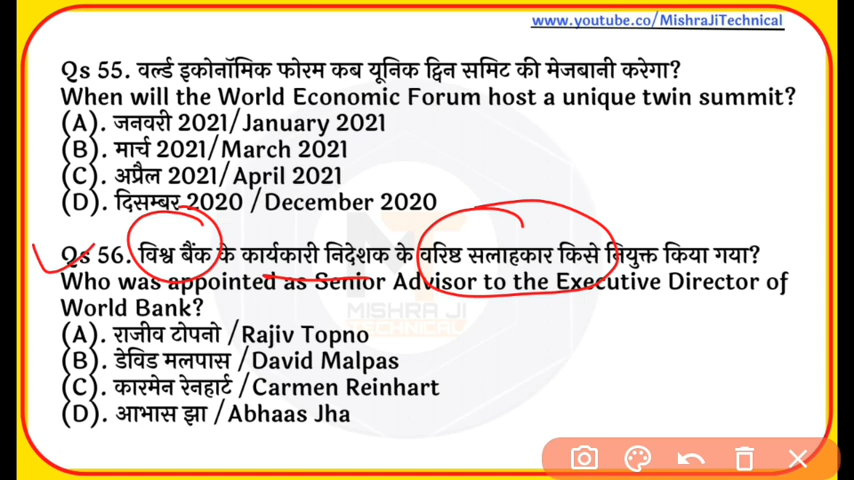 www.youtube.co/MishraJiTechnical
Qs 55. वर्ल्ड इकोनॉमिक फोरम कब यूनिक ट्विन समिट की मेजबानी करेगा?
When will the World Economic Forum host a unique twin summit?
(A). जनवरी 2021/January 2021
(B). मार्च 2021/March 2021
(C). अप्रैल 2021/April 2021
(D). दिसम्बर 2020 /December 2020
Qs 56. विश्व बैंक के कार्यकारी निदेशक के वरिष्ठ सलाहकार किसे नियुक्त किया गया?
Who was appointed as Senior Advisor to the Executive Director of
World Bank?
(A). राजीव टोपनो /Rajiv Topno
(B). डेविड मलपास /David Malpas
(C). कारमेन रेनहार्ट /Carmen Reinhart
(D). आभास झा /Abhaas Jha
MISHRA JI
TECHNICAL